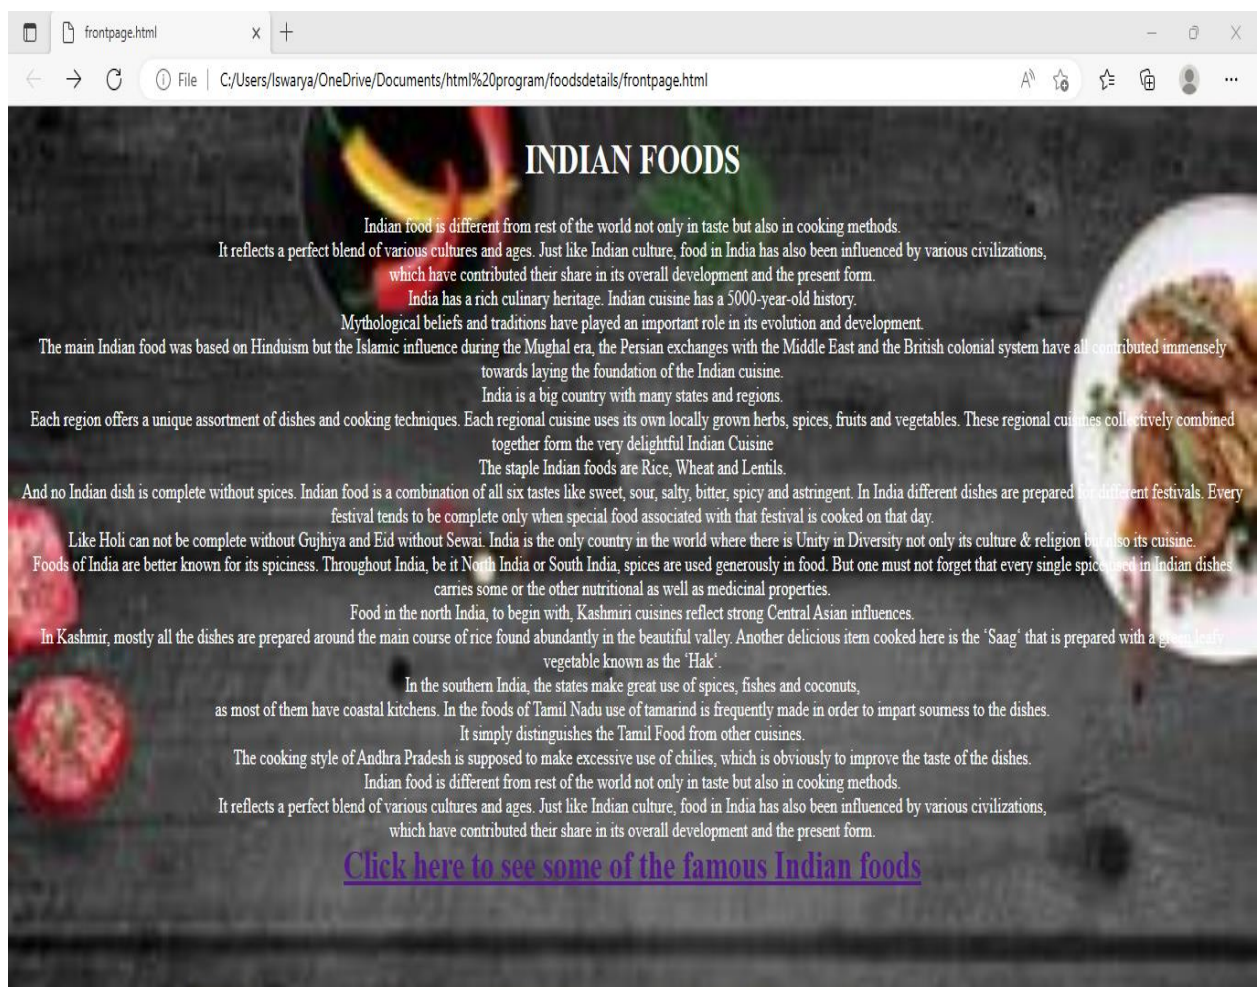 frontpage.html
File
C:/Users/Iswarya/OneDrive/Documents/html%20program/foodsdetails/frontpage.html
INDIAN FOODS
Indian food is different from rest of the world not only in taste but also in cooking methods.
It reflects a perfect blend of various cultures and ages. Just like Indian culture, food in India has also been influenced by various civilizations,
which have contributed their share in its overall development and the present form.
India has a rich culinary heritage. Indian cuisine has a 5000-year-old history.
Mythological beliefs and traditions have played an important role in its evolution and development.
The main Indian food was based on Hinduism but the Islamic influence during the Mughal era, the Persian exchanges with the Middle East and the British colonial system have all contributed immensely
towards laying the foundation of the Indian cuisine.
India is a big country with many states and regions.
Each region offers a unique assortment of dishes and cooking techniques. Each regional cuisine uses its own locally grown herbs, spices, fruits and vegetables. These regional cuisines collectively combined
together form the very delightful Indian Cuisine
The staple Indian foods are Rice, Wheat and Lentils.
And no Indian dish is complete without spices. Indian food is a combination of all six tastes like sweet, sour, salty, bitter, spicy and astringent. In India different dishes are prepared for different festivals. Every
festival tends to be complete only when special food associated with that festival is cooked on that day.
Like Holi can not be complete without Gujhiya and Eid without Sewai. India is the only country in the world where there is Unity in Diversity not only its culture & religion but also its cuisine.
Foods of India are better known for its spiciness. Throughout India, be it North India or South India, spices are used generously in food. But one must not forget that every single spice used in Indian dishes
carries some or the other nutritional as well as medicinal properties.
Food in the north India, to begin with, Kashmiri cuisines reflect strong Central Asian influences.
In Kashmir, mostly all the dishes are prepared around the main course of rice found abundantly in the beautiful valley. Another delicious item cooked here is the ‘Saag‘ that is prepared with a green leafy
vegetable known as the ‘Hak‘.
In the southern India, the states make great use of spices, fishes and coconuts,
as most of them have coastal kitchens. In the foods of Tamil Nadu use of tamarind is frequently made in order to impart sourness to the dishes.
It simply distinguishes the Tamil Food from other cuisines.
The cooking style of Andhra Pradesh is supposed to make excessive use of chilies, which is obviously to improve the taste of the dishes.
Indian food is different from rest of the world not only in taste but also in cooking methods.
It reflects a perfect blend of various cultures and ages. Just like Indian culture, food in India has also been influenced by various civilizations,
which have contributed their share in its overall development and the present form.
Click here to see some of the famous Indian foods